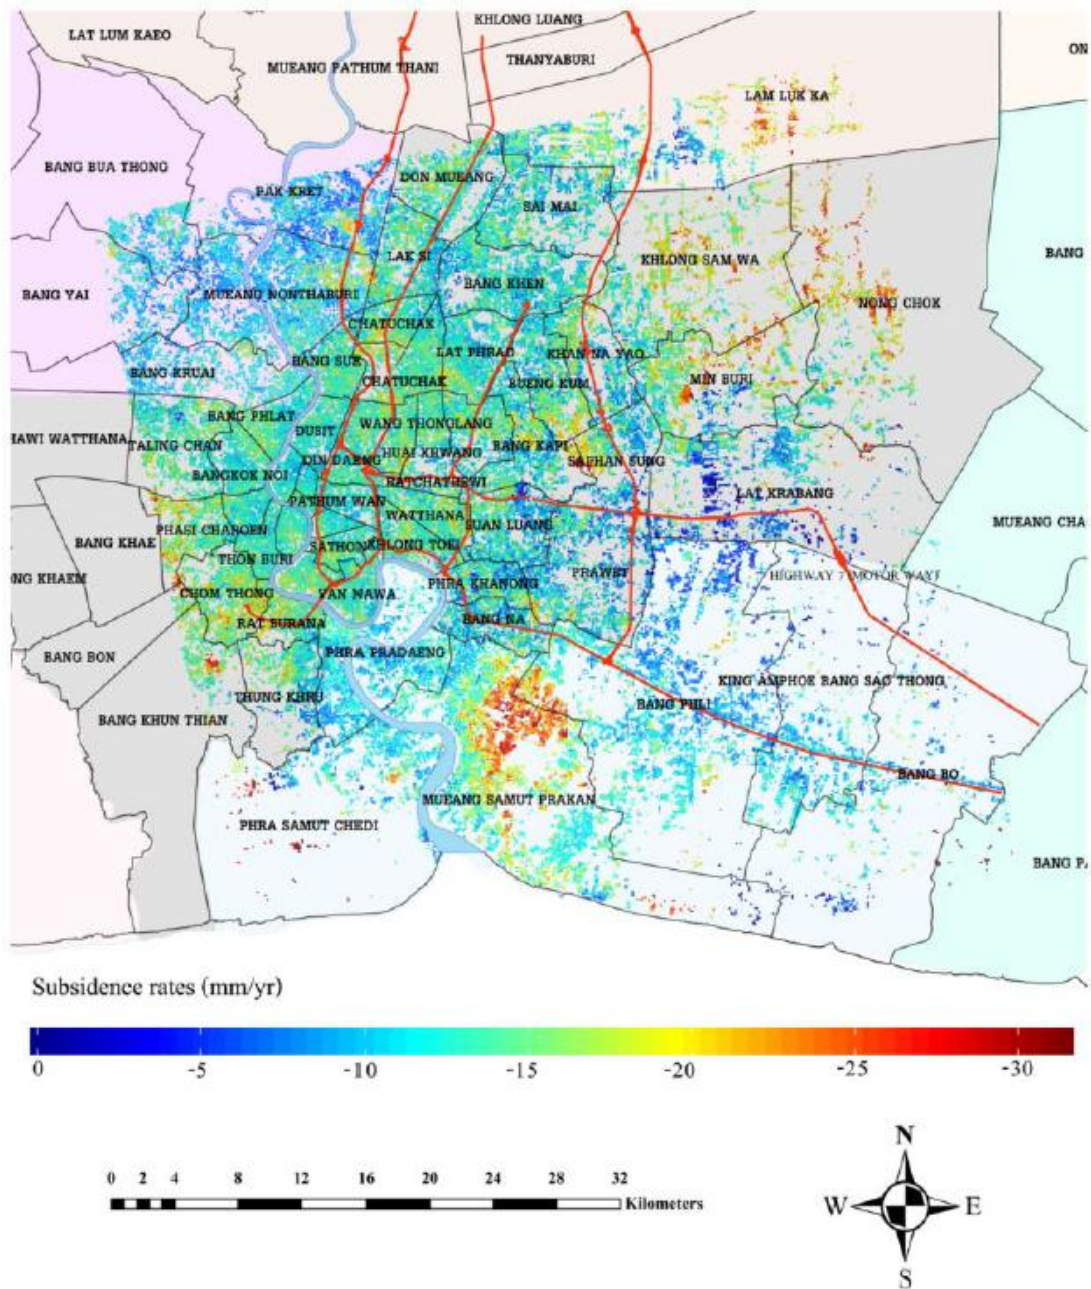 KHLONG LUANG
LAT LUM KAEO
ON
THANYABURI
MUEANG PATHUM THANI
LAM LUK KA
BANG BUA THONG
DON MUEANG
PAK KRET
SAI MAI
BANG
LAK SI
KHLONG SAM WA
BANG KHEN
BANG YAI
MUEANG NONTHABURI
NONG CHOK
CHATUCHAK
LAT PHRAO
KHAN NA YAO
BANG SUE
BANG KRUAI
CHATUCHAK
BUENG KUM
MIN BURI
BANG PHLAT
WANG THONGLANG
DUSIT
HAWI WATTHANA
TALING CHAN
BANG KAPI
HUAI KHWANG
DIN DAENG
SAPHAN SUNG
BANGKOK NOI
RATCHATHEWI
LAT KRABANG
PATHUM WAN
WATTHANA
SUAN LUANG
MUEANG CHA
PHASI CHAROEN
BANG KHAE
SATHON
KHLONG TOEI
THON BURI
PRAWET
HIGHWAY 7 (MOTOR WAY)
NG KHAEM
PHRA KHANONG
CHOM THONG
YAN NAWA
BANG NA
RAT BURANA
PHRA PRADAENG
BANG BON
KING AMPHOE BANG SAO THONG
THUNG KHRU
BANG PHLI
BANG KHUN THIAN
BANG BO
MUEANG SAMUT PRAKAN
PHRA SAMUT CHEDI
BANG PA
Subsidence rates (mm/yr)
0 -5 -10 -15 -20 -25 -30
N
0 2 4 8 12 16 20 24 28 32
Kilometers
W E
S